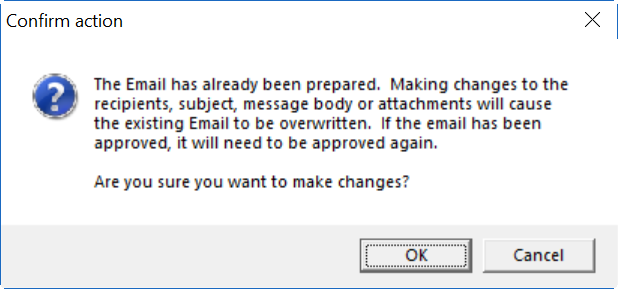 Confirm action
The Email has already been prepared.  Making changes to the
recipients, subject, message body or attachments will cause
the existing Email to be overwritten.  If the email has been
approved, it will need to be approved again.
Are you sure you want to make changes?
OK
Cancel